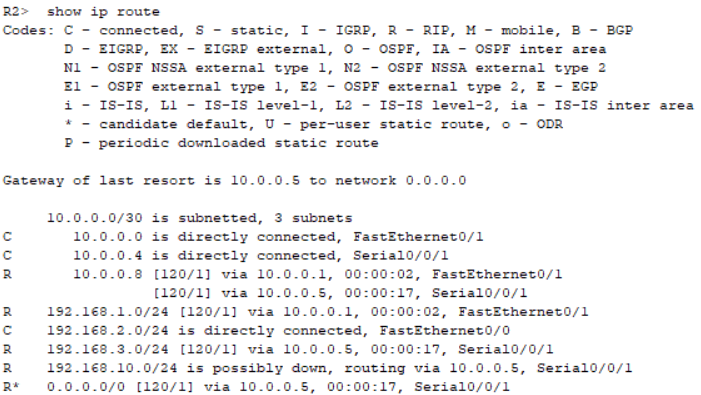 R2>  show ip route
Codes: C - connected, S - static, I - IGRP, R - RIP, M - mobile, B - BGP
       D - EIGRP, EX - EIGRP external, O - OSPF, IA - OSPF inter area
       N1 - OSPF NSSA external type 1, N2 - OSPF NSSA external type 2
       E1 - OSPF external type 1, E2 - OSPF external type 2, E - EGP
       i - IS-IS, L1 - IS-IS level-1, L2 - IS-IS level-2, ia - IS-IS inter area
       * - candidate default, U - per-user static route, o - ODR
       P - periodic downloaded static route

Gateway of last resort is 10.0.0.5 to network 0.0.0.0

     10.0.0.0/30 is subnetted, 3 subnets
C       10.0.0.0 is directly connected, FastEthernet0/1
C       10.0.0.4 is directly connected, Serial0/0/1
R       10.0.0.8 [120/1] via 10.0.0.1, 00:00:02, FastEthernet0/1
                 [120/1] via 10.0.0.5, 00:00:17, Serial0/0/1
R    192.168.1.0/24 [120/1] via 10.0.0.1, 00:00:02, FastEthernet0/1
C    192.168.2.0/24 is directly connected, FastEthernet0/0
R    192.168.3.0/24 [120/1] via 10.0.0.5, 00:00:17, Serial0/0/1
R    192.168.10.0/24 is possibly down, routing via 10.0.0.5, Serial0/0/1
R*   0.0.0.0/0 [120/1] via 10.0.0.5, 00:00:17, Serial0/0/1